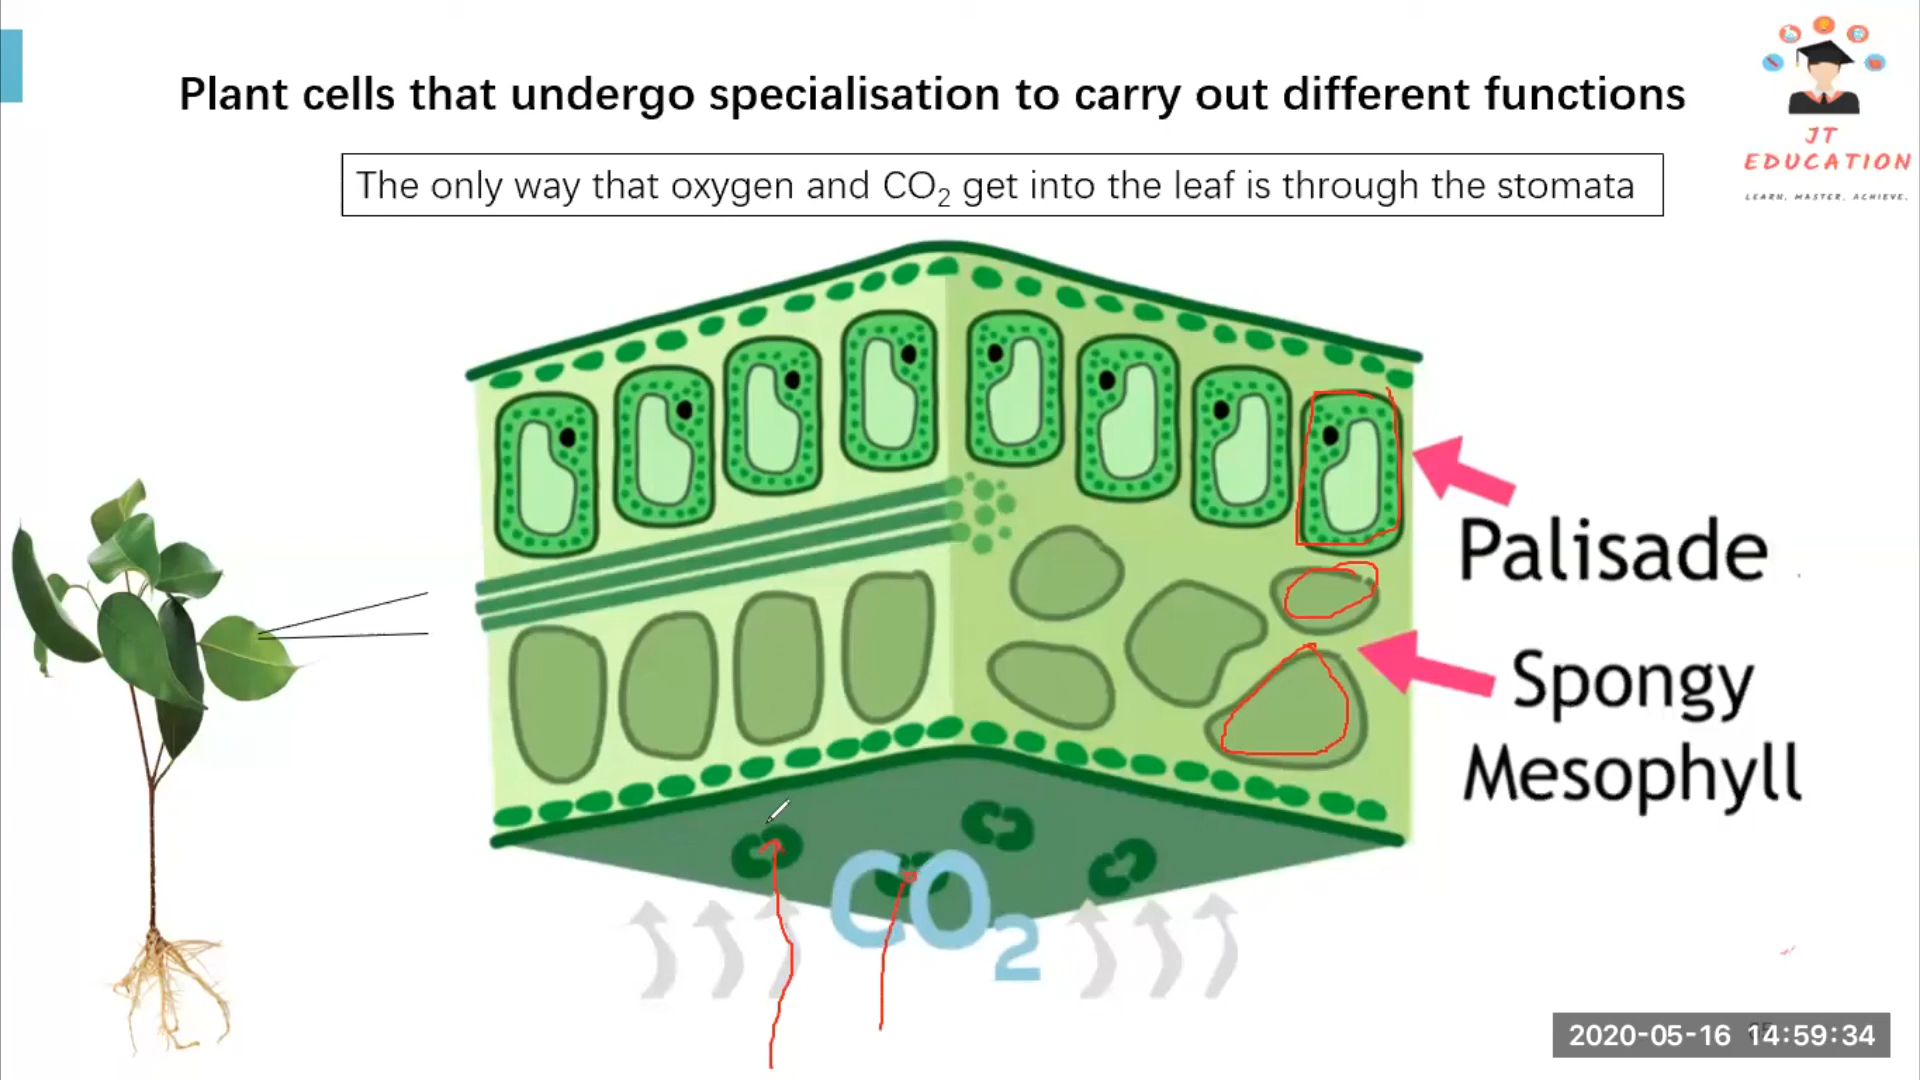 Plant cells that undergo specialisation to carry out different functions
JT
EDUCATION
LEARN. MASTER. ACHIEVE.
The only way that oxygen and CO₂ get into the leaf is through the stomata
Palisade
Spongy
Mesophyll
CO₂
2020-05-16 14:59:34